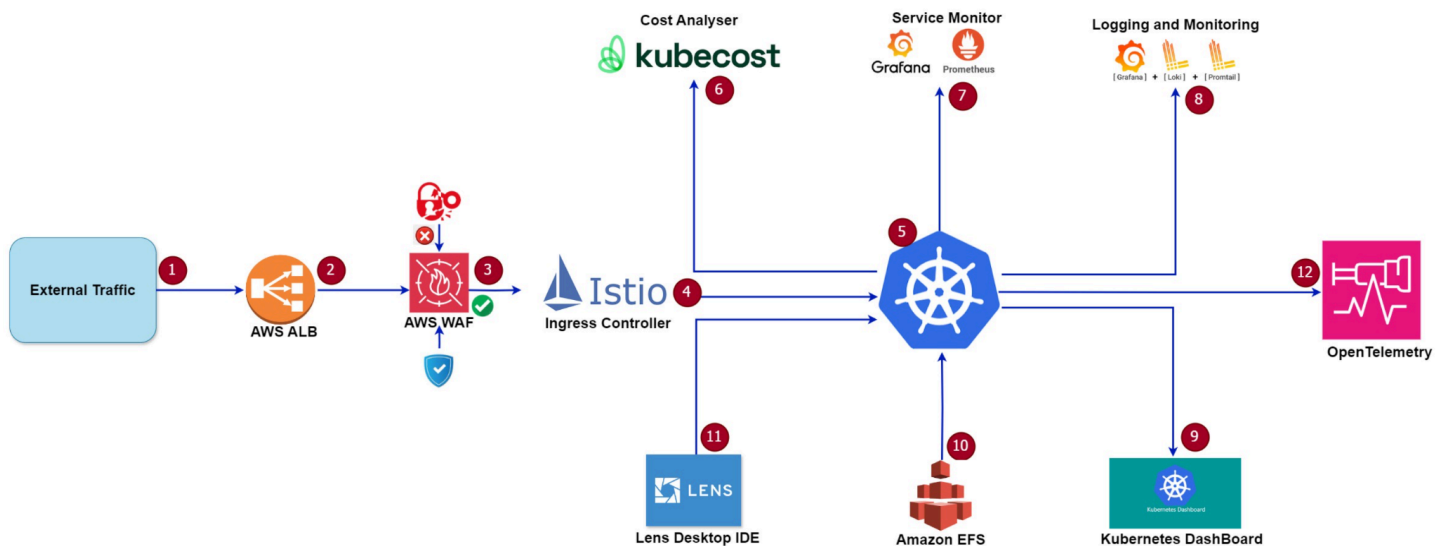 Cost Analyser
kubecost
Service Monitor
Grafana
Prometheus
Logging and Monitoring
[ Grafana ] + [ Loki ] + [ Promtail ]
6
7
8
External Traffic
1
AWS ALB
2
AWS WAF
3
Istio
Ingress Controller
4
5
12
OpenTelemetry
11
LENS
Lens Desktop IDE
10
Amazon EFS
9
Kubernetes Dashboard
Kubernetes DashBoard